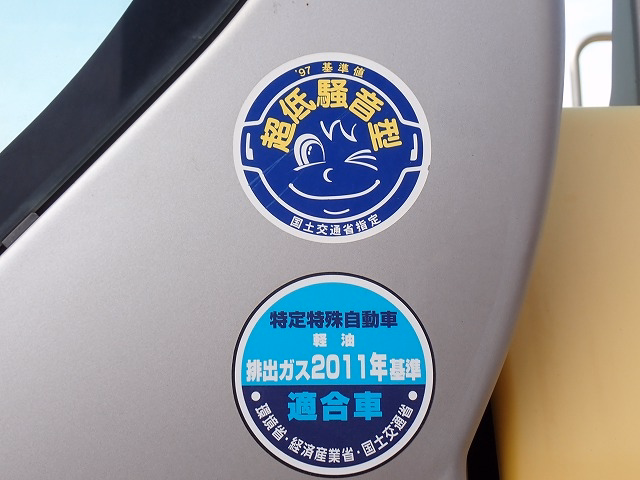 '97 基準値
超低騒音型
国土交通省指定
特定特殊自動車
軽油
排出ガス2011年基準
適合車
・環境省・経済産業省・国土交通省・